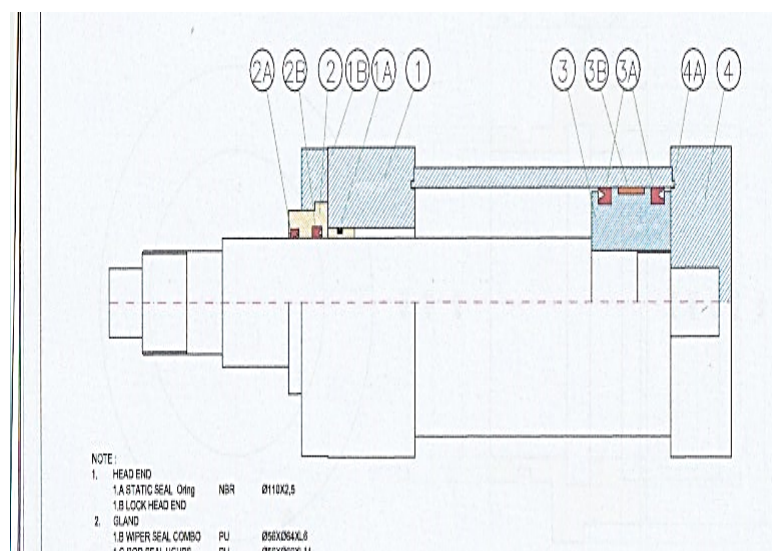 2A 2B 2 1B 1A 1 3 3B 3A 4A 4
NOTE :
1. HEAD END
1.A STATIC SEAL Oring NBR Ø110X2,5
1.B LOCK HEAD END
2. GLAND
1.B WIPER SEAL COMBO PU Ø56XØ64XL6